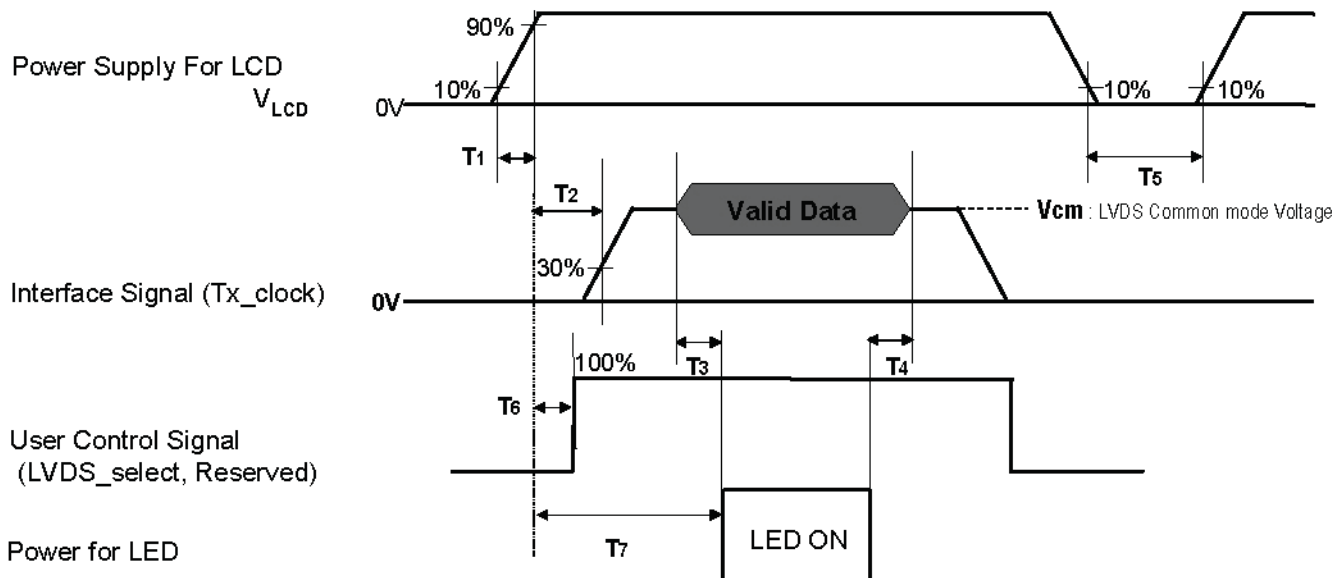 90%
Power Supply For LCD
V_LCD
10%
0V
10%
10%
T1
T2
T5
Valid Data
Vcm : LVDS Common mode Voltage
30%
Interface Signal (Tx_clock)
0V
T3
T4
100%
T6
User Control Signal
(LVDS_select, Reserved)
T7
LED ON
Power for LED